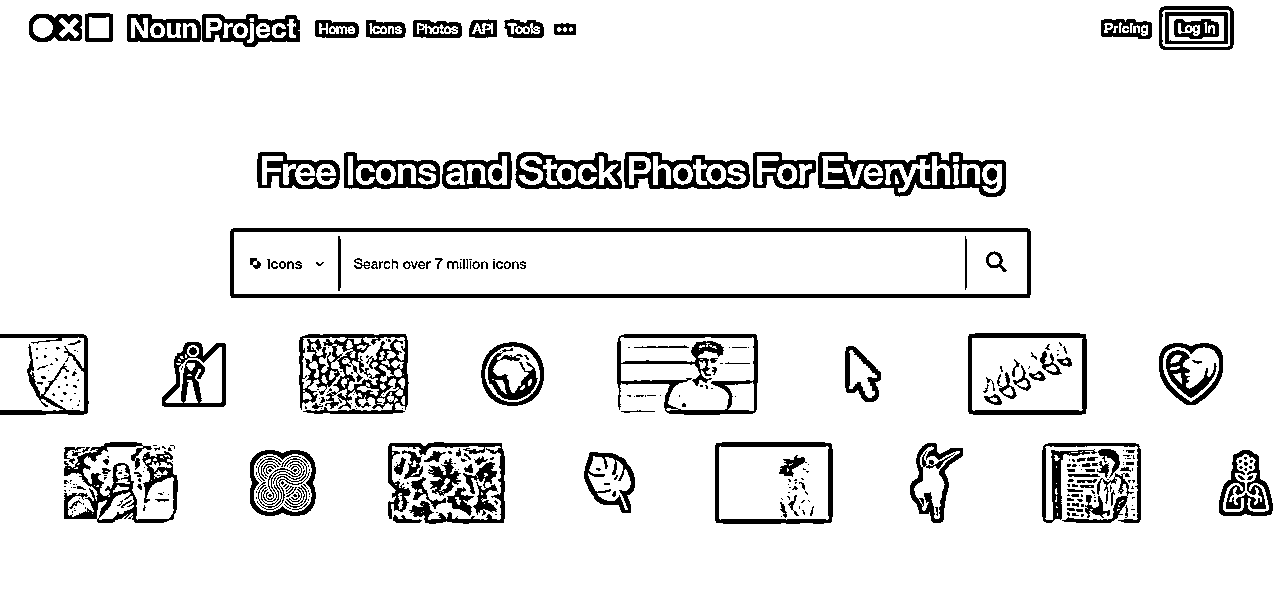 Noun Project Home Icons Photos API Tools ••• Pricing Log in
Free Icons and Stock Photos For Everything
Icons Search over 7 million icons